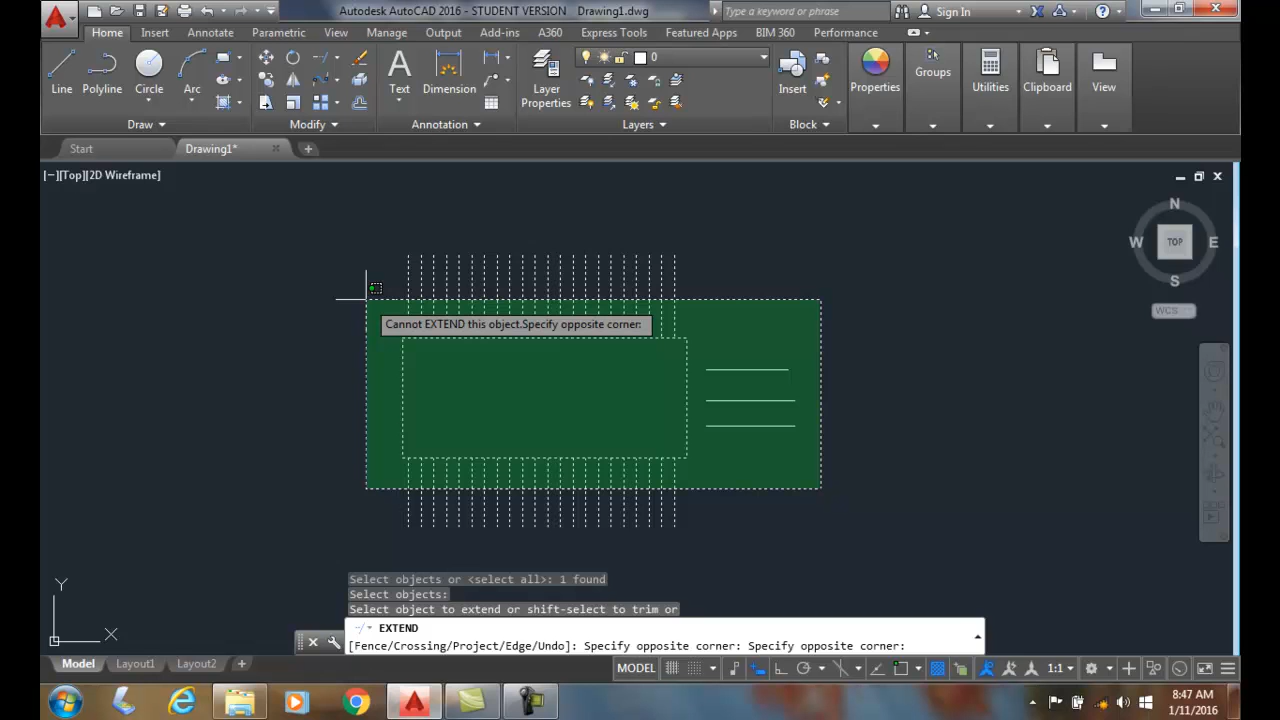 Autodesk AutoCAD 2016 - STUDENT VERSION Drawing1.dwg
Type a keyword or phrase
Sign In
Home Insert Annotate Parametric View Manage Output Add-ins A360 Express Tools Featured Apps BIM 360 Performance
0
Line Polyline Circle Arc Text Dimension Layer Properties Insert Properties Groups Utilities Clipboard View
Draw Modify Annotation Layers Block
Start Drawing1*
[−][Top][2D Wireframe]
N
W TOP E
S
WCS
Cannot EXTEND this object.Specify opposite corner:
Y
X
Select objects or <select all>: 1 found
Select objects:
Select object to extend or shift-select to trim or
EXTEND
[Fence/Crossing/Project/Edge/Undo]: Specify opposite corner: Specify opposite corner:
Model Layout1 Layout2
MODEL
1:1
8:47 AM
1/11/2016